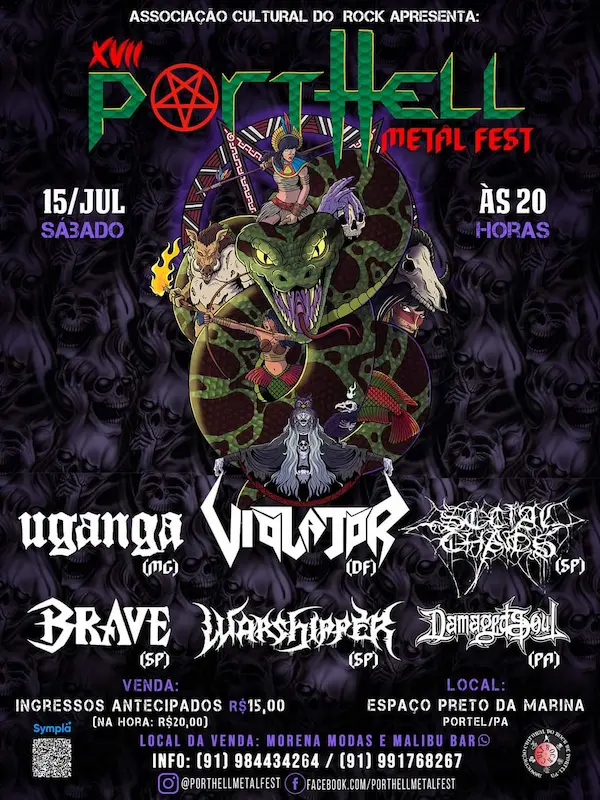 ASSOCIAÇÃO CULTURAL DO ROCK APRESENTA:
XVII
PORTHELL
METAL FEST
15/JUL
SÁBADO
ÀS 20
HORAS
uganga
(MG)
VIOLATOR
(DF)
SOCIAL
CHAOS
(SP)
BRAVE
(SP)
WARSHIPPER
(SP)
DamagedSoul
(PA)
VENDA:
INGRESSOS ANTECIPADOS R$15,00
(NA HORA: R$20,00)
LOCAL:
ESPAÇO PRETO DA MARINA
PORTEL/PA
Sympla
LOCAL DA VENDA: MORENA MODAS E MALIBU BAR
INFO: (91) 984434264 / (91) 991768267
@PORTHELLMETALFEST
FACEBOOK.COM/PORTHELLMETALFEST